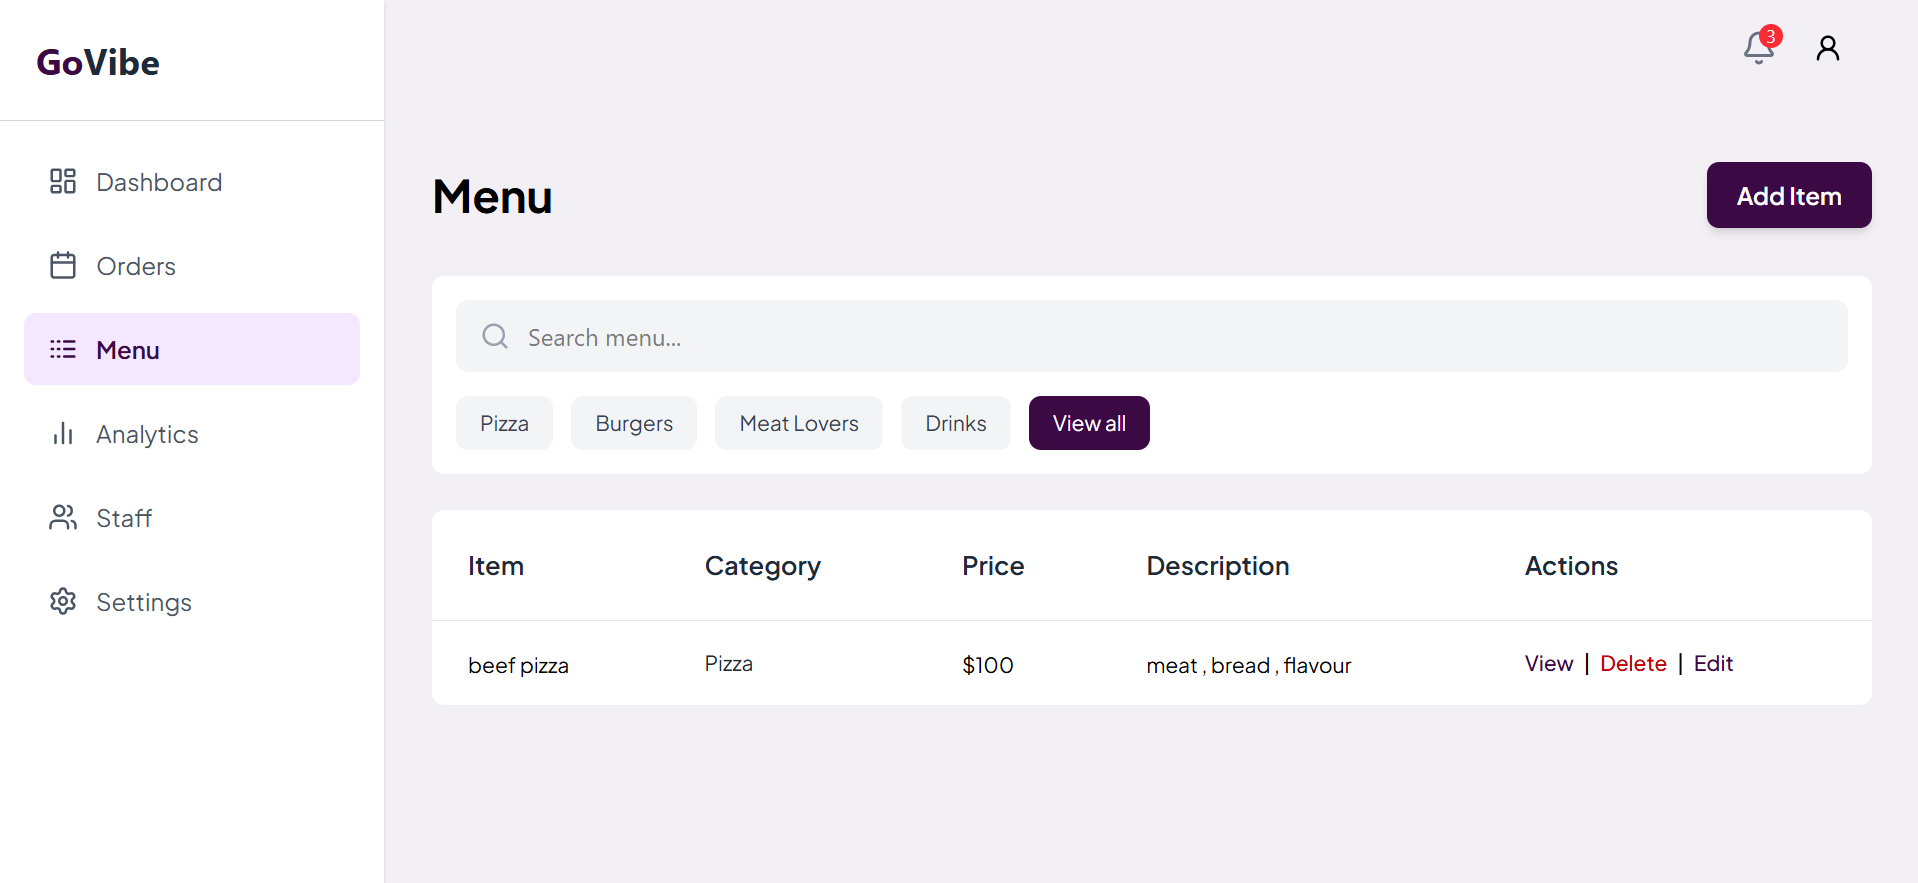 GoVibe
3
Dashboard
Orders
Menu
Analytics
Staff
Settings
Menu
Add Item
Search menu...
Pizza Burgers Meat Lovers Drinks View all
Item Category Price Description Actions
beef pizza Pizza $100 meat , bread , flavour View | Delete | Edit